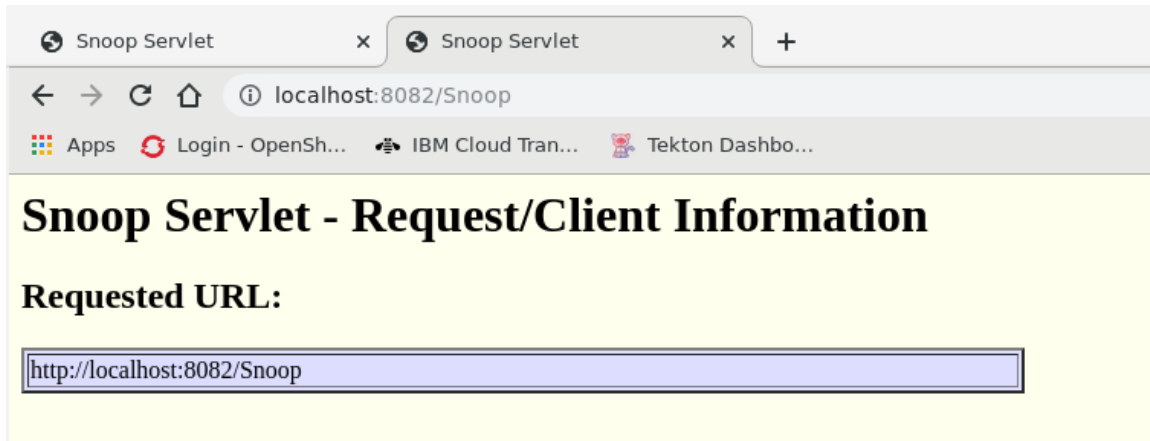 Snoop Servlet Snoop Servlet
localhost:8082/Snoop
Apps Login - OpenSh... IBM Cloud Tran... Tekton Dashbo...
Snoop Servlet - Request/Client Information
Requested URL:
http://localhost:8082/Snoop